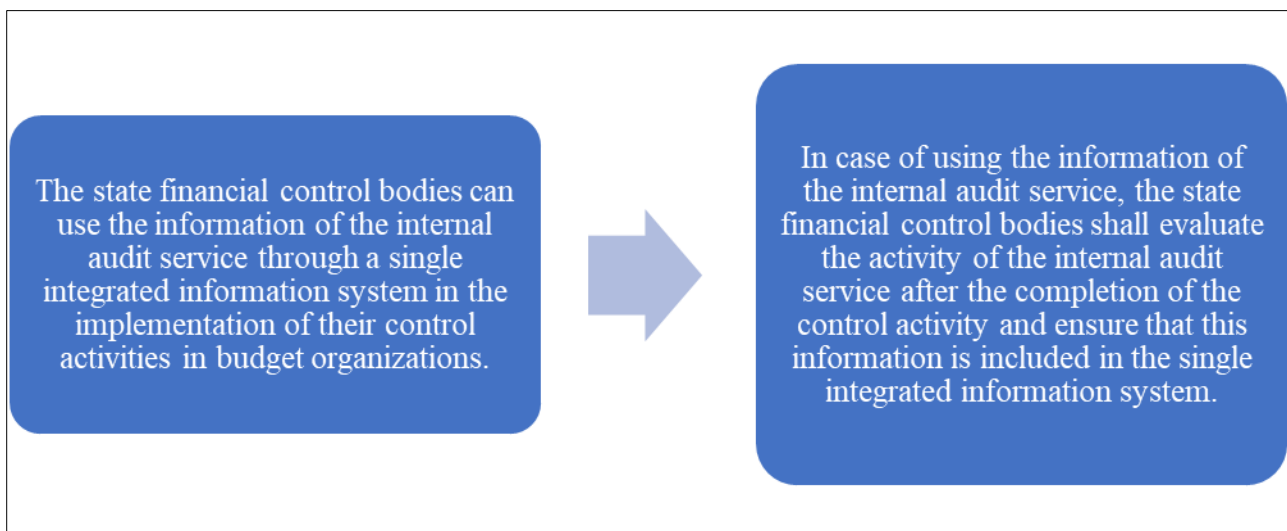 The state financial control bodies can
use the information of the internal
audit service through a single
integrated information system in the
implementation of their control
activities in budget organizations.
In case of using the information of
the internal audit service, the state
financial control bodies shall evaluate
the activity of the internal audit
service after the completion of the
control activity and ensure that this
information is included in the single
integrated information system.